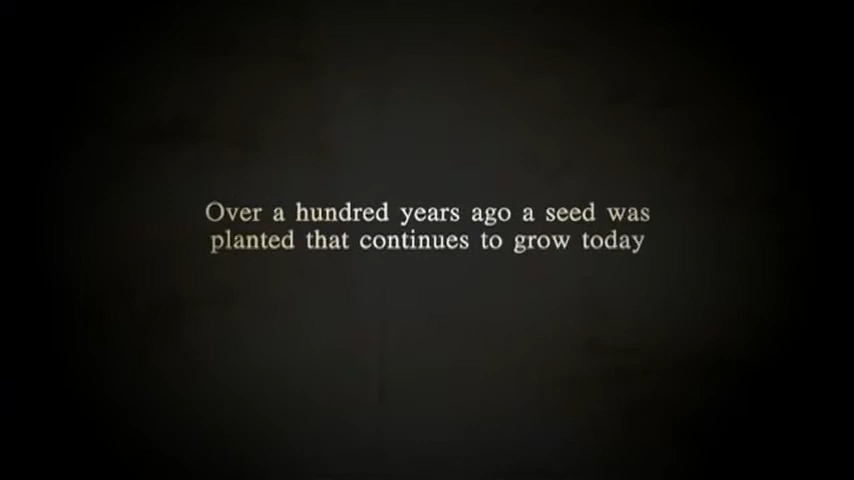 Over a hundred years ago a seed was
planted that continues to grow today